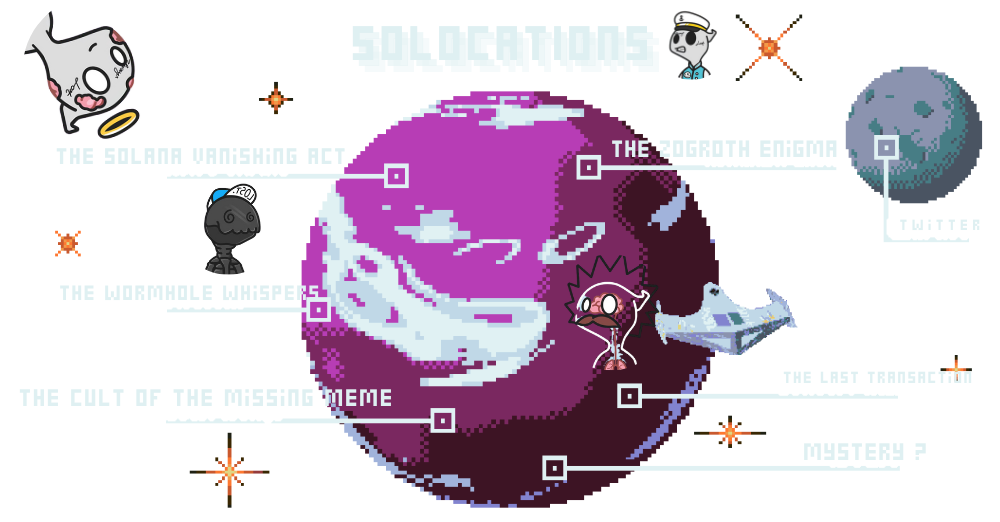 SOLOCATIONS
THE SOLANA VANISHING ACT
THE ZOGROTH ENIGMA
TWITTER
THE WORMHOLE WHISPERS
THE LAST TRANSACTION
THE CULT OF THE MISSING MEME
MYSTERY ?